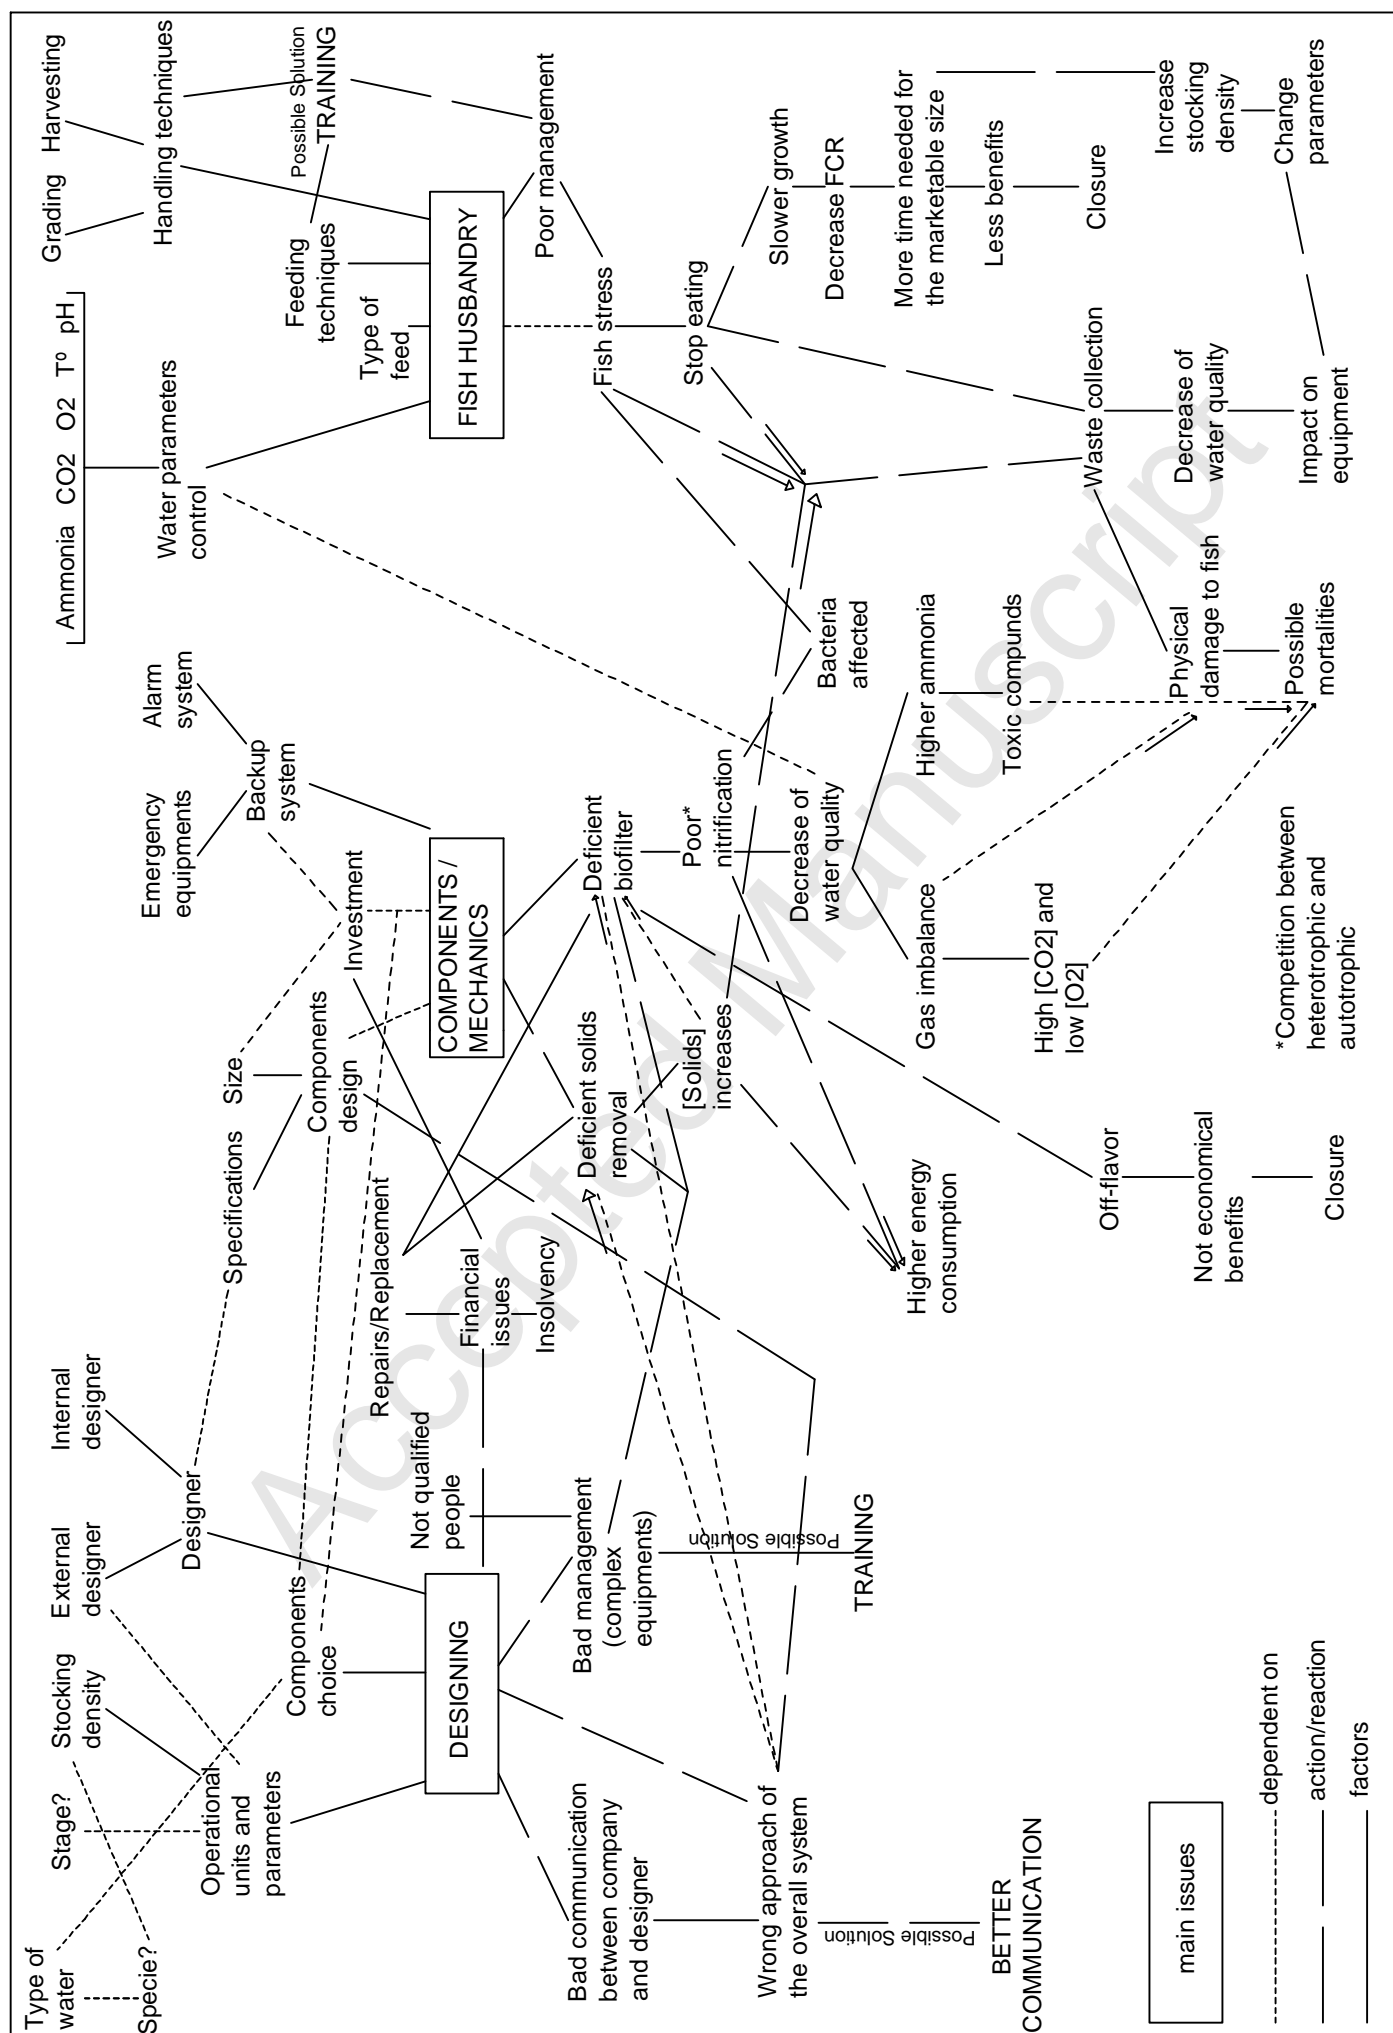 Type of
water
Specie?
Stage?
Stocking
density
External
designer
Internal
designer
Designer
Operational
units and
parameters
Components
choice
Specifications
Size
Components
design
Emergency
equipments
Alarm
system
Backup
system
Investment
Ammonia CO2 O2 Tº pH
Water parameters
control
Grading
Harvesting
Handling techniques
Type of
feed
Feeding
techniques
Possible Solution
TRAINING
DESIGNING
Not qualified
people
Repairs/Replacement
Financial
issues
Insolvency
COMPONENTS /
MECHANICS
FISH HUSBANDRY
Poor management
Bad communication
between company
and designer
Bad management
(complex
equipments)
Possible Solution
TRAINING
Deficient solids
removal
Deficient
biofilter
Fish stress
Stop eating
[Solids]
increases
Poor*
nitrification
Bacteria
affected
Wrong approach of
the overall system
Possible Solution
BETTER
COMMUNICATION
Decrease of
water quality
Slower growth
Decrease FCR
More time needed for
the marketable size
Less benefits
Closure
Higher energy
consumption
Gas imbalance
High [CO2] and
low [O2]
Higher ammonia
Toxic compunds
Waste collection
Decrease of
water quality
Impact on
equipment
Increase
stocking
density
Change
parameters
Physical
damage to fish
Possible
mortalities
Off-flavor
Not economical
benefits
Closure
*Competition between
heterotrophic and
autotrophic
main issues
dependent on
action/reaction
factors
Accepted Manuscript